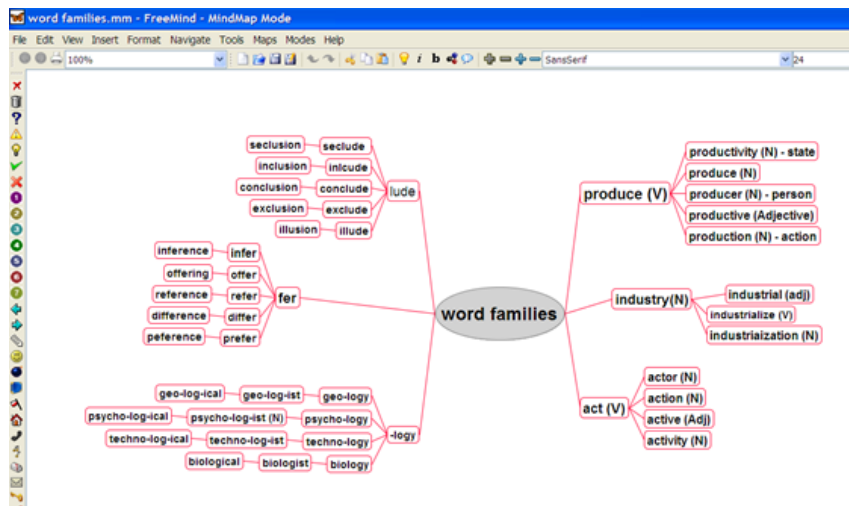 word families.mm - FreeMind - MindMap Mode
File Edit View Insert Format Navigate Tools Maps Modes Help
100% i b SansSerif 24
seclusion seclude
inclusion inlcude
conclusion conclude
exclusion exclude
illusion illude
lude
inference infer
offering offer
reference refer
difference differ
peference prefer
fer
geo-log-ical geo-log-ist geo-logy
psycho-log-ical psycho-log-ist (N) psycho-logy
techno-log-ical techno-log-ist techno-logy
biological biologist biology
-logy
word families
produce (V)
productivity (N) - state
produce (N)
producer (N) - person
productive (Adjective)
production (N) - action
industry(N)
industrial (adj)
industrialize (V)
industriaization (N)
act (V)
actor (N)
action (N)
active (Adj)
activity (N)